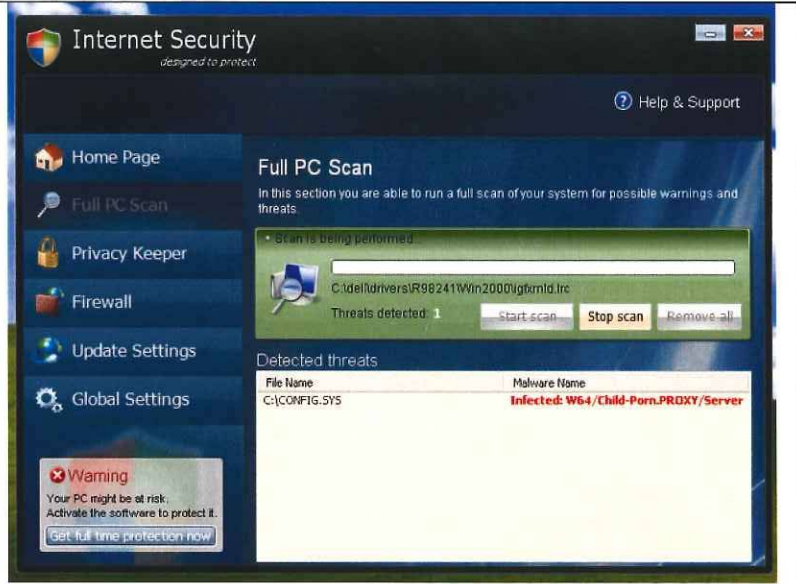 Internet Security
designed to protect
Help & Support
Home Page
Full PC Scan
Privacy Keeper
Firewall
Update Settings
Global Settings
Warning
Your PC might be at risk.
Activate the software to protect it.
Get full time protection now
Full PC Scan
In this section you are able to run a full scan of your system for possible warnings and
threats.
• Scan is being performed...
C:\dell\drivers\R98241\Win2000\igfxrnld.lrc
Threats detected: 1
Start scan
Stop scan
Remove all
Detected threats
File Name Malware Name
C:\CONFIG.SYS Infected: W64/Child-Porn.PROXY/Server